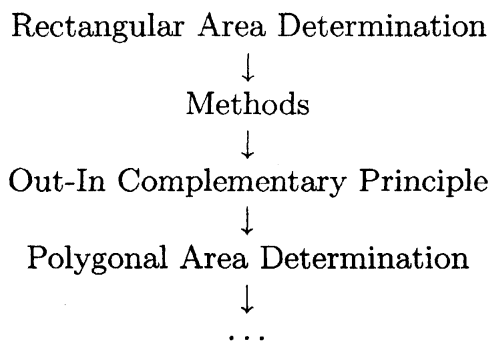 Rectangular Area Determination
↓
Methods
↓
Out-In Complementary Principle
↓
Polygonal Area Determination
↓
...